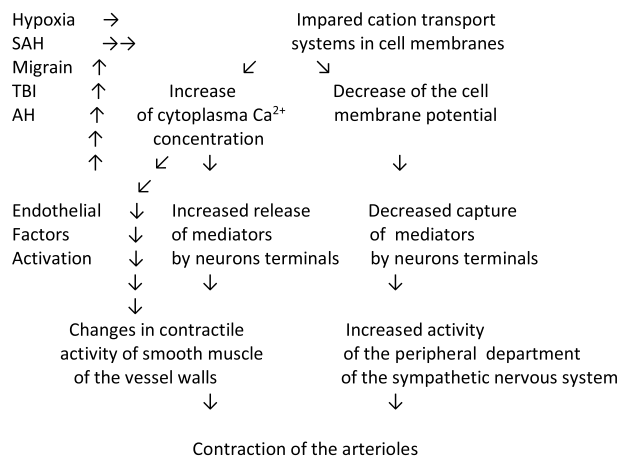 Hypoxia → Impared cation transport
SAH →→ systems in cell membranes
Migrain ↑ ↙ ↘
TBI ↑ Increase Decrease of the cell
AH ↑ of cytoplasma Ca²⁺ membrane potential
↑ concentration
↑ ↙ ↓ ↓
↙
Endothelial ↓ Increased release Decreased capture
Factors ↓ of mediators of mediators
Activation ↓ by neurons terminals by neurons terminals
↓ ↓ ↓
↓
Changes in contractile Increased activity
activity of smooth muscle of the peripheral department
of the vessel walls of the sympathetic nervous system
↓ ↓
Contraction of the arterioles